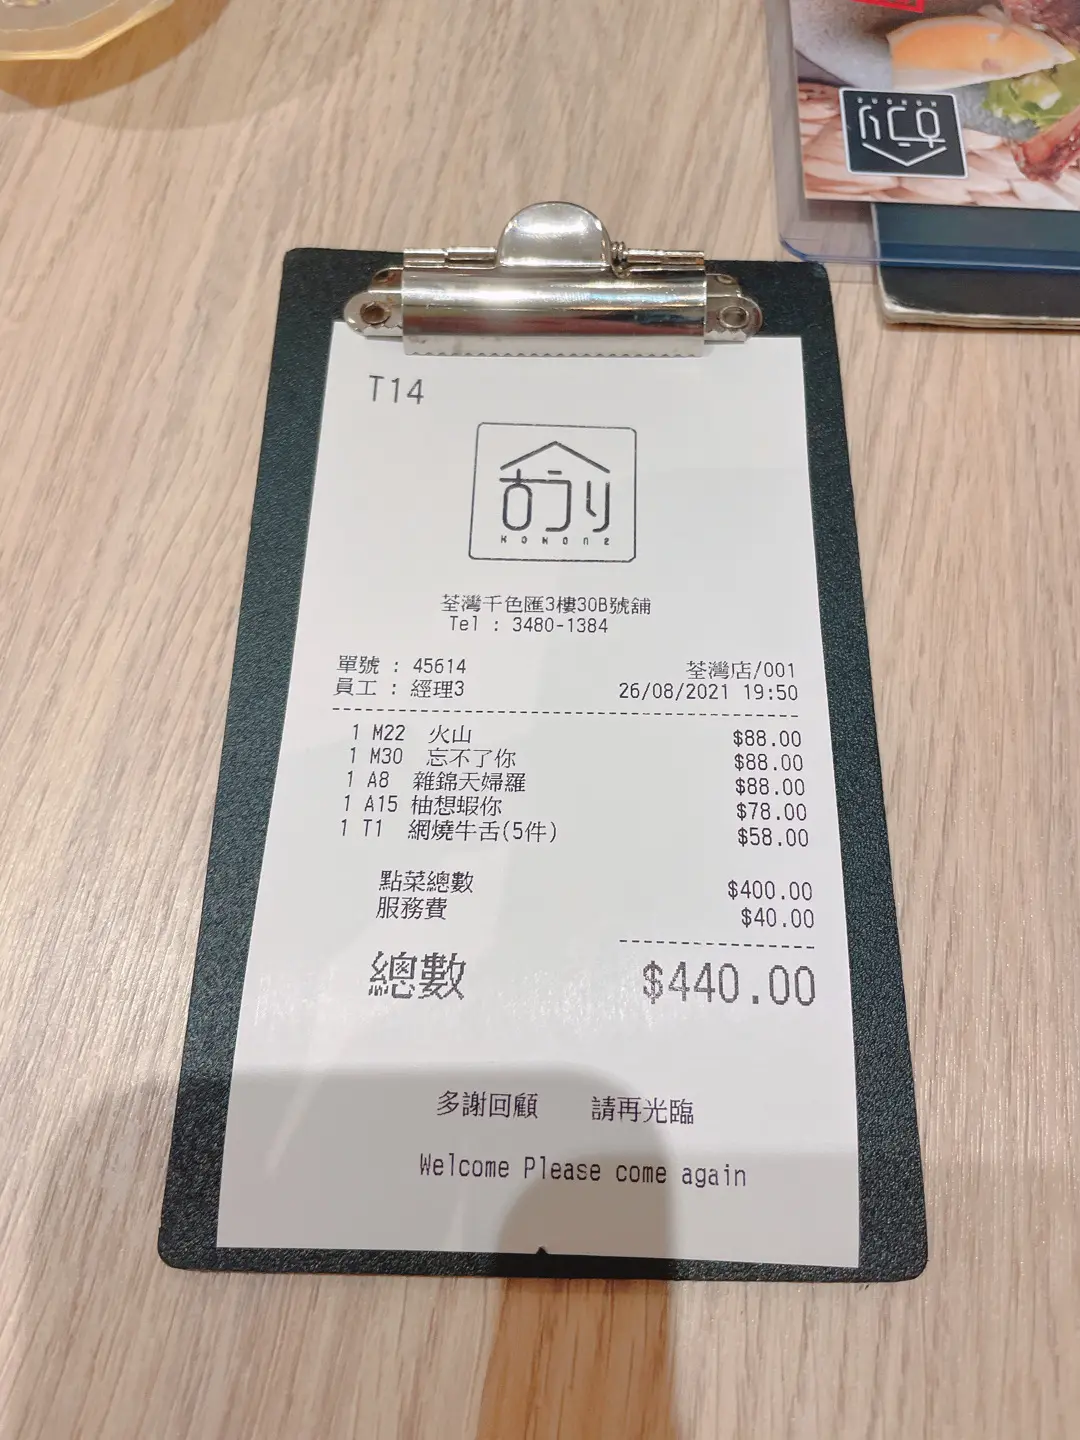 T14
KOKONE
荃灣千色匯3樓30B號舖
Tel : 3480-1384
單號 : 45614 荃灣店/001
員工 : 經理3 26/08/2021 19:50
1 M22 火山 $88.00
1 M30 忘不了你 $88.00
1 A8 雜錦天婦羅 $88.00
1 A15 柚想蝦你 $78.00
1 T1 網燒牛舌(5件) $58.00
點菜總數 $400.00
服務費 $40.00
總數 $440.00
多謝回顧 請再光臨
Welcome Please come again